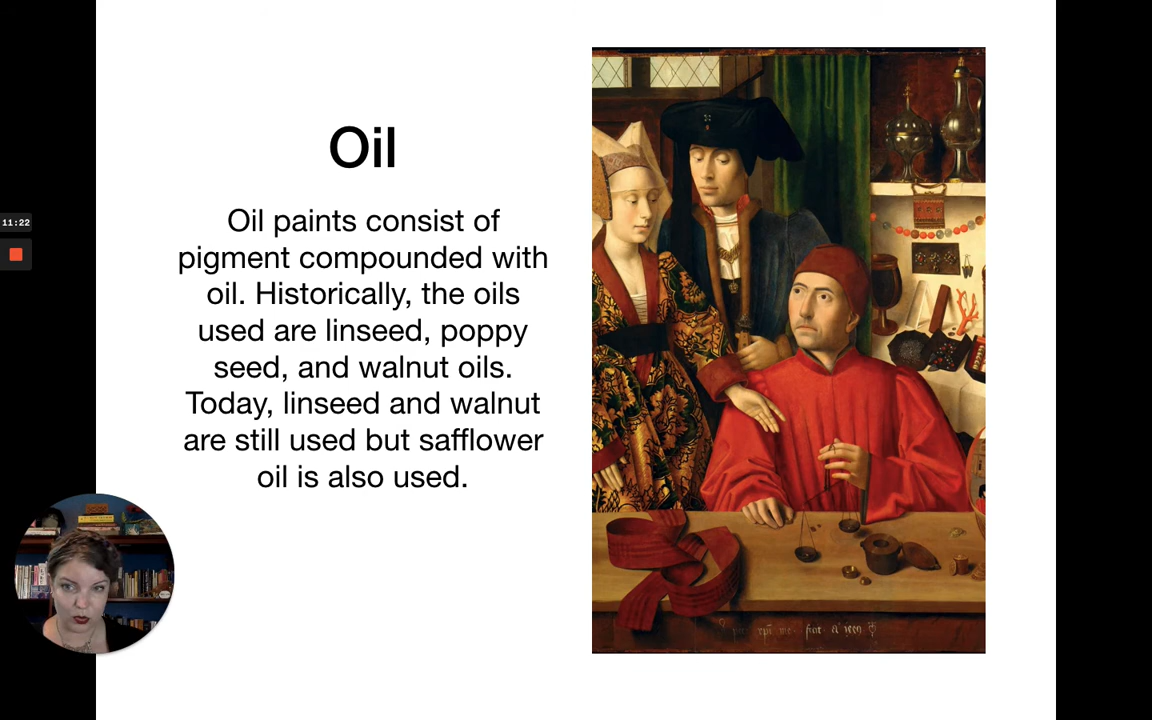 Oil
Oil paints consist of
pigment compounded with
oil. Historically, the oils
used are linseed, poppy
seed, and walnut oils.
Today, linseed and walnut
are still used but safflower
oil is also used.
11:22